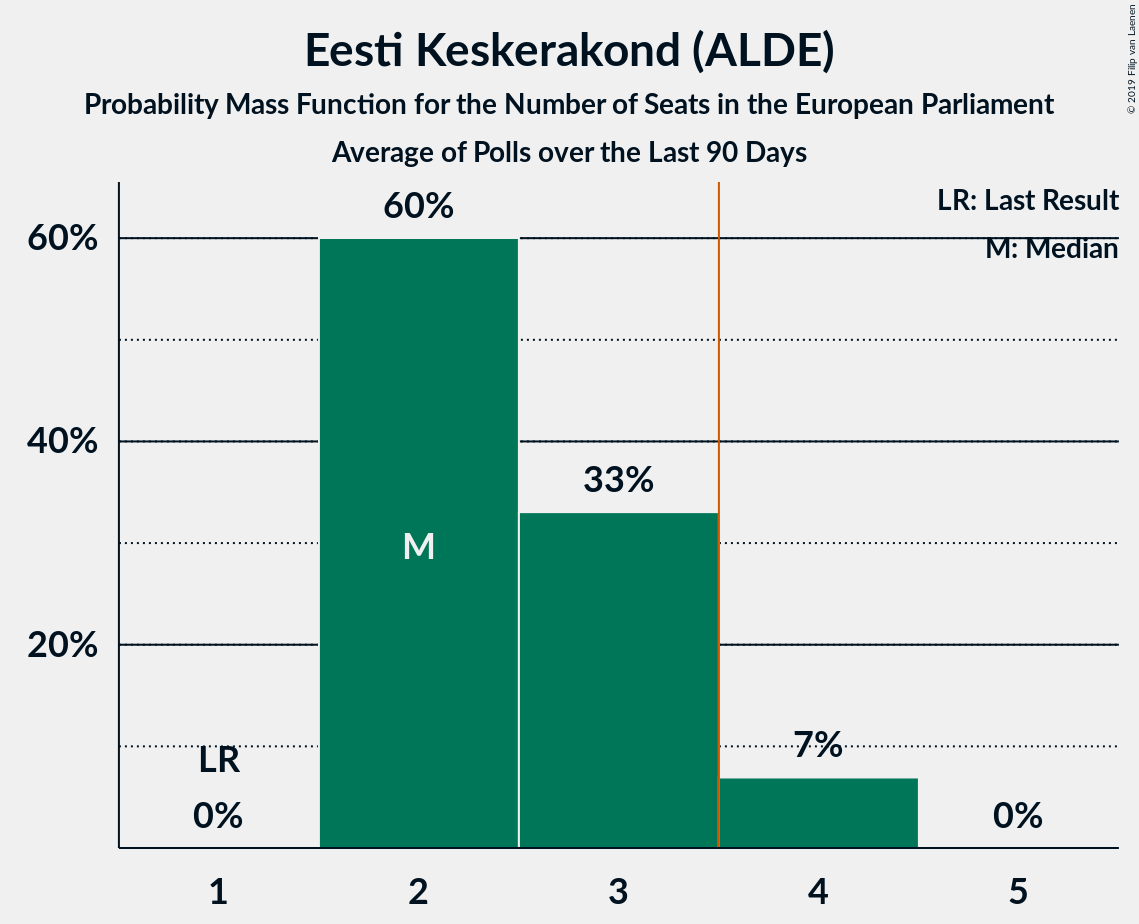 Eesti Keskerakond (ALDE)
Probability Mass Function for the Number of Seats in the European Parliament
Average of Polls over the Last 90 Days
© 2019 Filip van Laenen
LR: Last Result
M: Median
60%
40%
20%
60%
33%
M
7%
LR
0%
0%
1 2 3 4 5